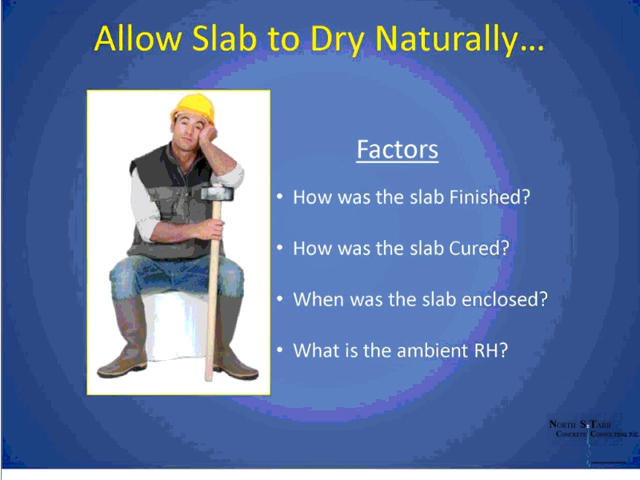 Allow Slab to Dry Naturally...
Factors
• How was the slab Finished?
• How was the slab Cured?
• When was the slab enclosed?
• What is the ambient RH?
North S.Tarr
Concrete Consulting P.C.